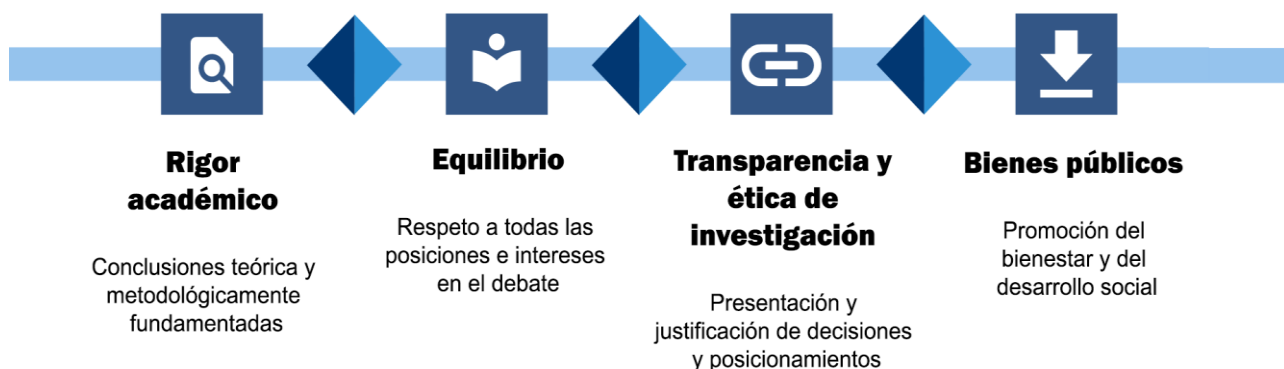 Rigor
académico
Conclusiones teórica y
metodológicamente
fundamentadas
Equilibrio
Respeto a todas las
posiciones e intereses
en el debate
Transparencia y
ética de
investigación
Presentación y
justificación de decisiones
y posicionamientos
Bienes públicos
Promoción del
bienestar y del
desarrollo social